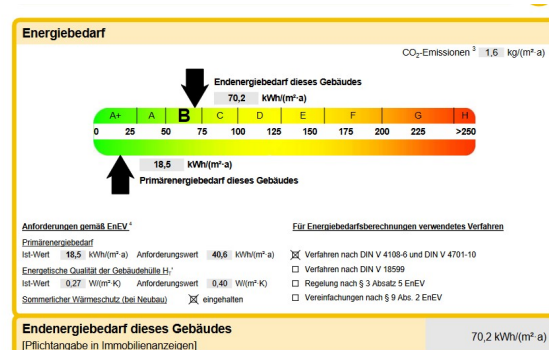 Energiebedarf
CO₂-Emissionen ³ 1,6 kg/(m²·a)
Endenergiebedarf dieses Gebäudes
70,2 kWh/(m²·a)
A+ A B C D E F G H
0 25 50 75 100 125 150 175 200 225 >250
18,5 kWh/(m²·a)
Primärenergiebedarf dieses Gebäudes
Anforderungen gemäß EnEV ⁴
Primärenergiebedarf
Ist-Wert 18,5 kWh/(m²·a) Anforderungswert 40,6 kWh/(m²·a)
Energetische Qualität der Gebäudehülle Hₜ'
Ist-Wert 0,27 W/(m²·K) Anforderungswert 0,40 W/(m²·K)
Sommerlicher Wärmeschutz (bei Neubau) ☒ eingehalten
Für Energiebedarfsberechnungen verwendetes Verfahren
☒ Verfahren nach DIN V 4108-6 und DIN V 4701-10
☐ Verfahren nach DIN V 18599
☐ Regelung nach § 3 Absatz 5 EnEV
☐ Vereinfachungen nach § 9 Abs. 2 EnEV
Endenergiebedarf dieses Gebäudes
[Pflichtangabe in Immobilienanzeigen]
70,2 kWh/(m²·a)